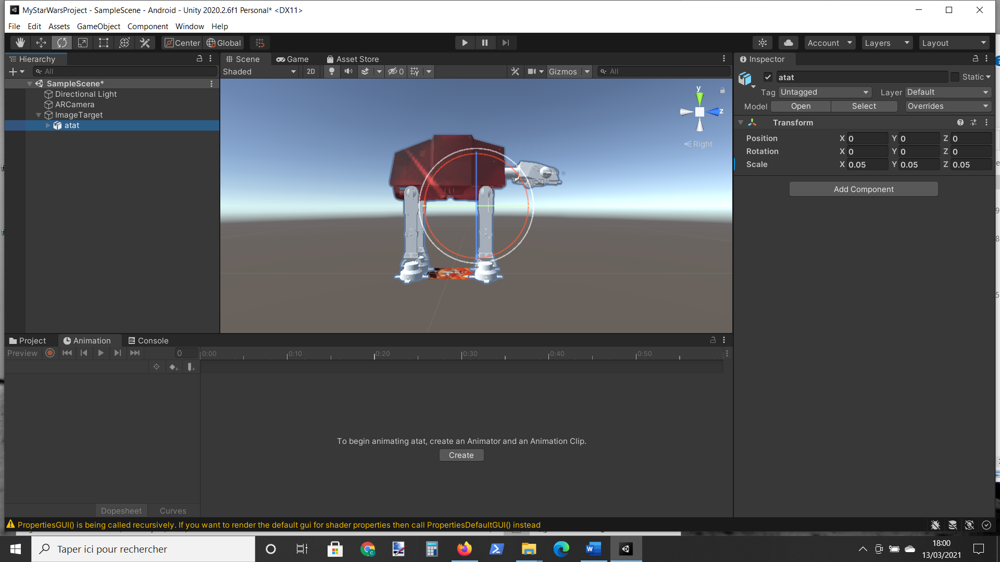 MyStarWarsProject - SampleScene - Android - Unity 2020.2.6f1 Personal* <DX11>
File Edit Assets GameObject Component Window Help
Center Global Account Layers Layout
Hierarchy
All
SampleScene*
Directional Light
ARCamera
ImageTarget
atat
Scene Game Asset Store
Shaded 2D 0 Gizmos All
y
z
Right
Inspector
atat Static
Tag Untagged Layer Default
Model Open Select Overrides
Transform
Position X 0 Y 0 Z 0
Rotation X 0 Y 0 Z 0
Scale X 0.05 Y 0.05 Z 0.05
Add Component
Project Animation Console
Preview 0 0:00 0:10 0:20 0:30 0:40 0:50
To begin animating atat, create an Animator and an Animation Clip.
Create
Dopesheet Curves
PropertiesGUI() is being called recursively. If you want to render the default gui for shader properties then call PropertiesDefaultGUI() instead
Taper ici pour rechercher
18:00
13/03/2021